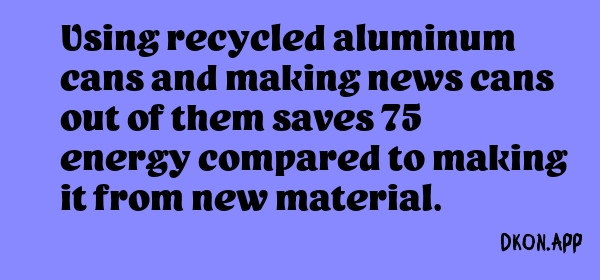 Using recycled aluminum
cans and making news cans
out of them saves 75
energy compared to making
it from new material.
DKON.APP